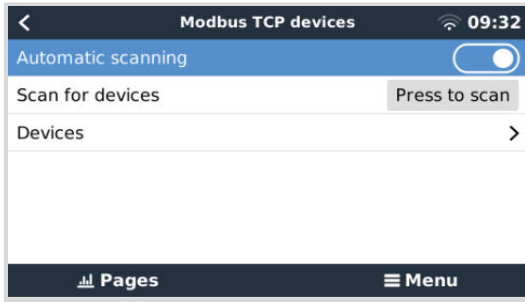 Modbus TCP devices 09:32
Automatic scanning
Scan for devices Press to scan
Devices
Pages Menu